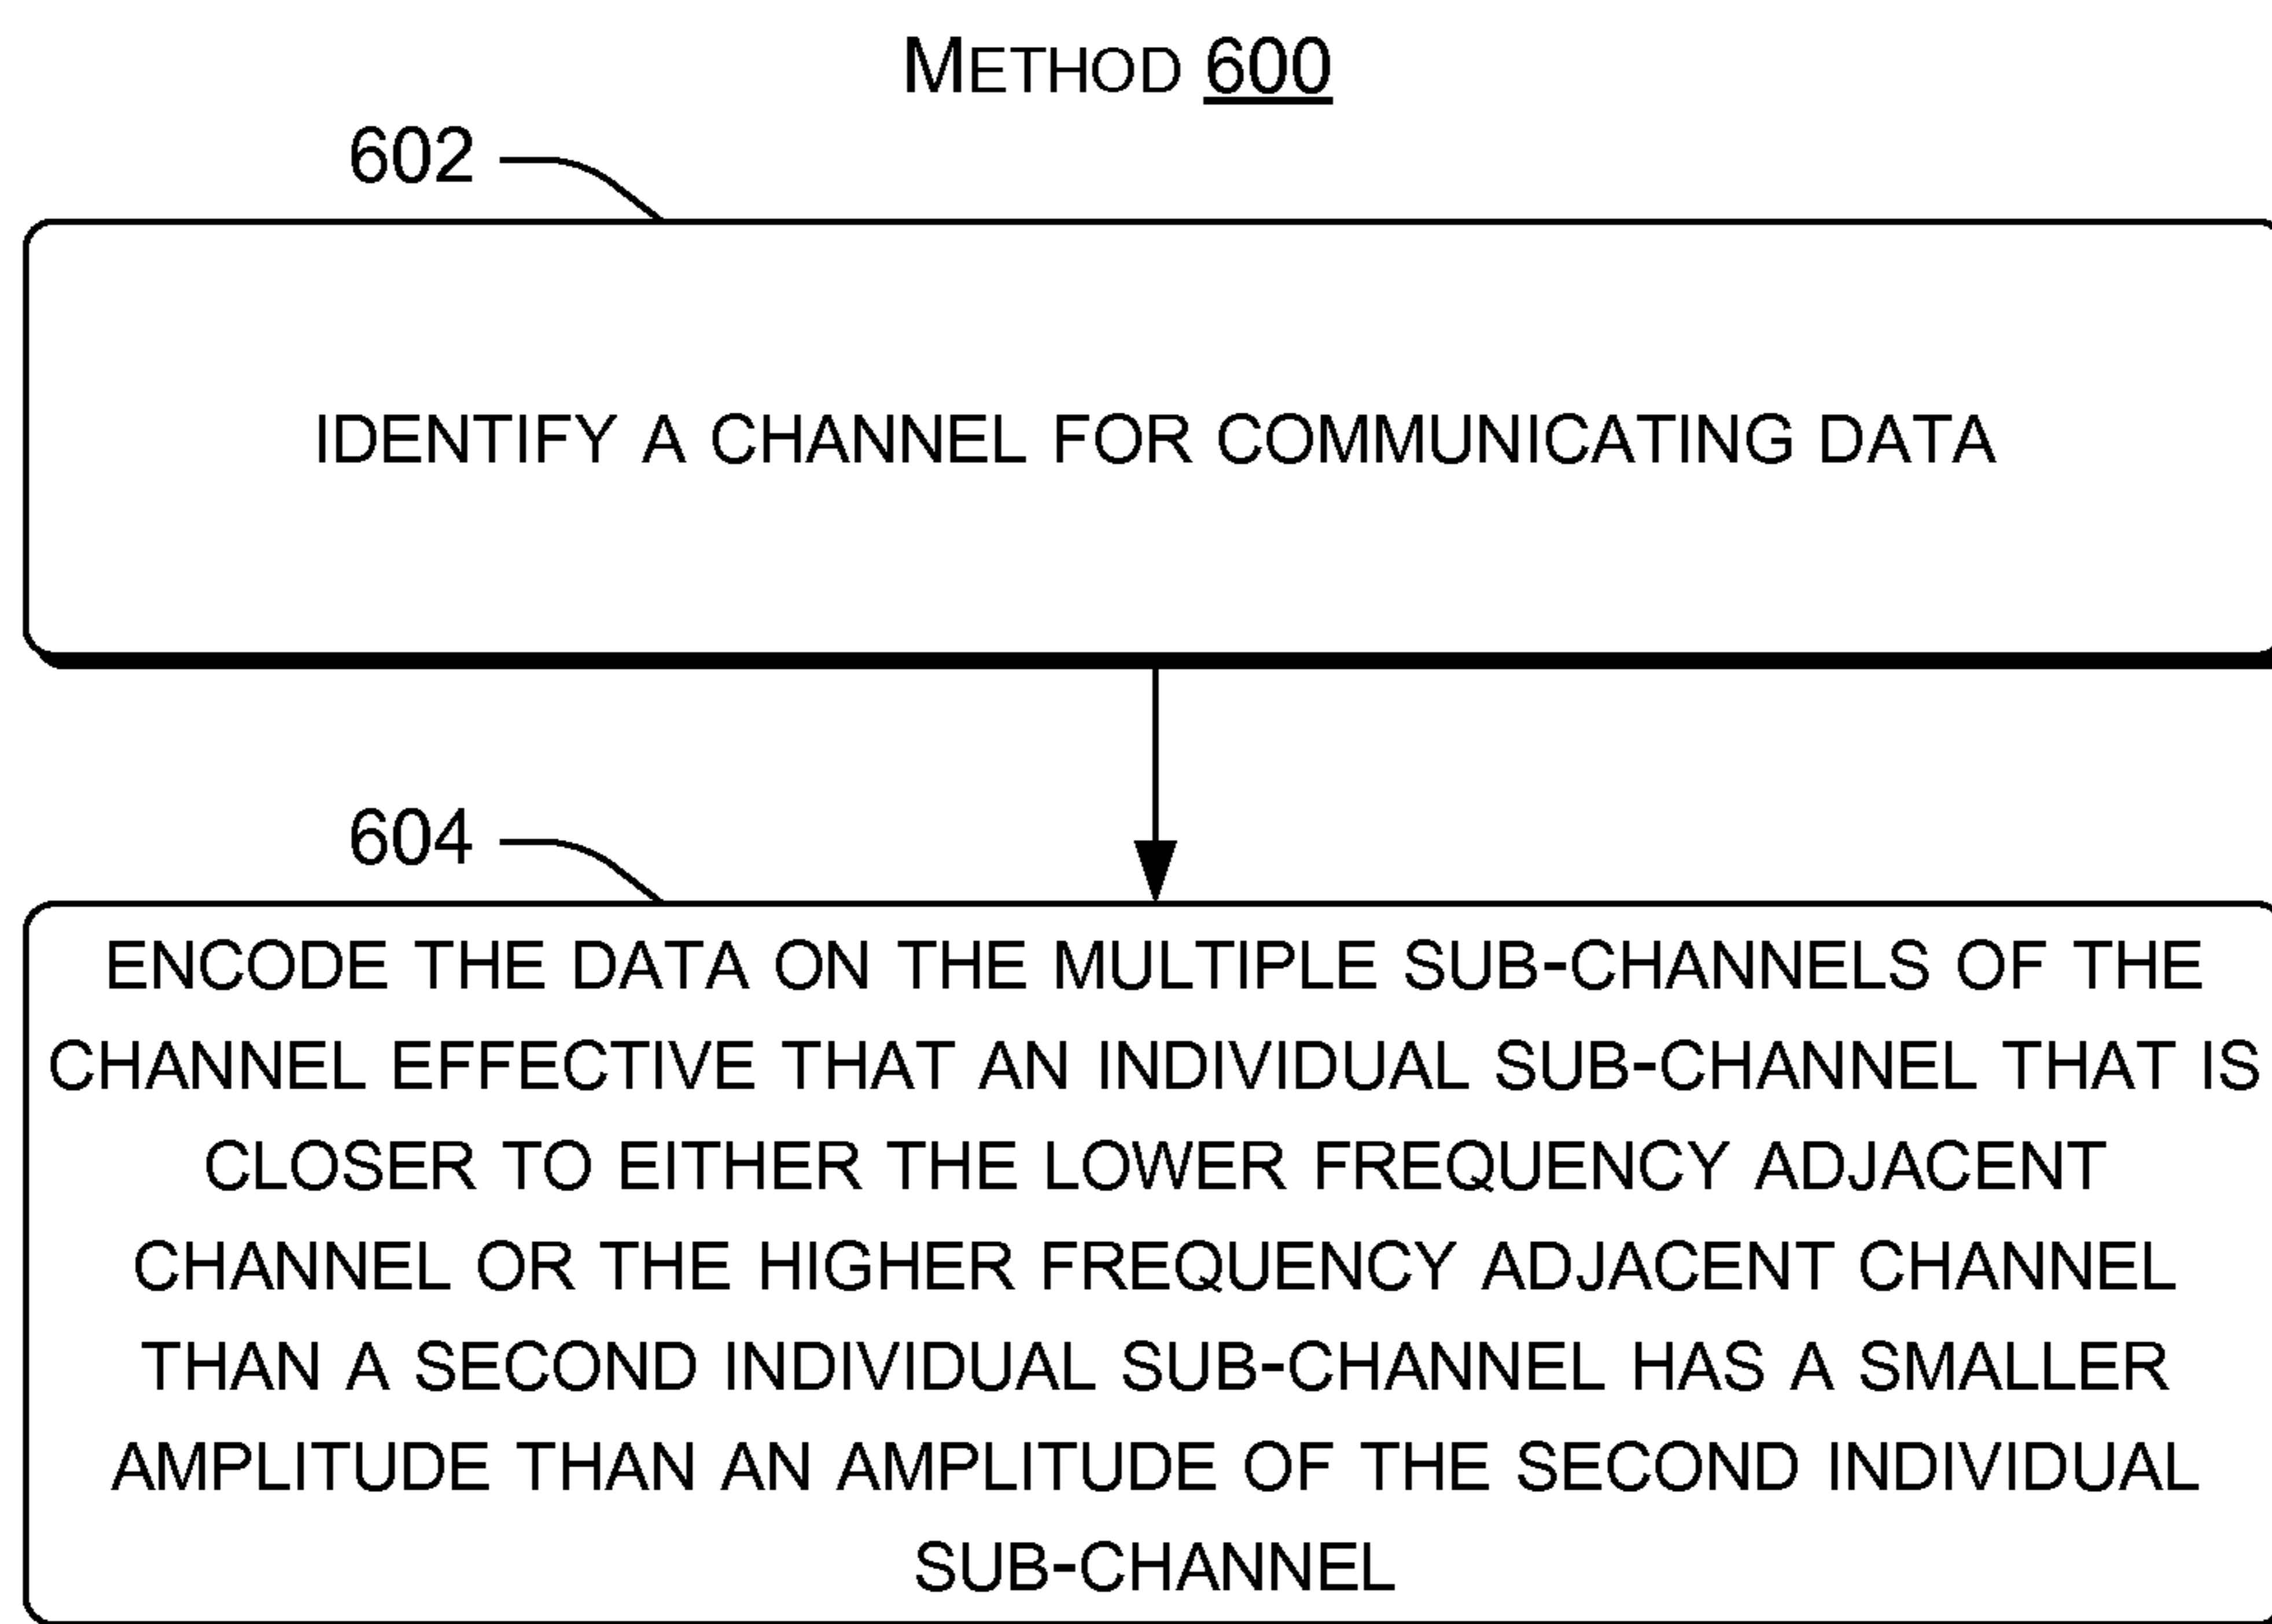 METHOD 600
602
IDENTIFY A CHANNEL FOR COMMUNICATING DATA
604
ENCODE THE DATA ON THE MULTIPLE SUB-CHANNELS OF THE
CHANNEL EFFECTIVE THAT AN INDIVIDUAL SUB-CHANNEL THAT IS
CLOSER TO EITHER THE LOWER FREQUENCY ADJACENT
CHANNEL OR THE HIGHER FREQUENCY ADJACENT CHANNEL
THAN A SECOND INDIVIDUAL SUB-CHANNEL HAS A SMALLER
AMPLITUDE THAN AN AMPLITUDE OF THE SECOND INDIVIDUAL
SUB-CHANNEL